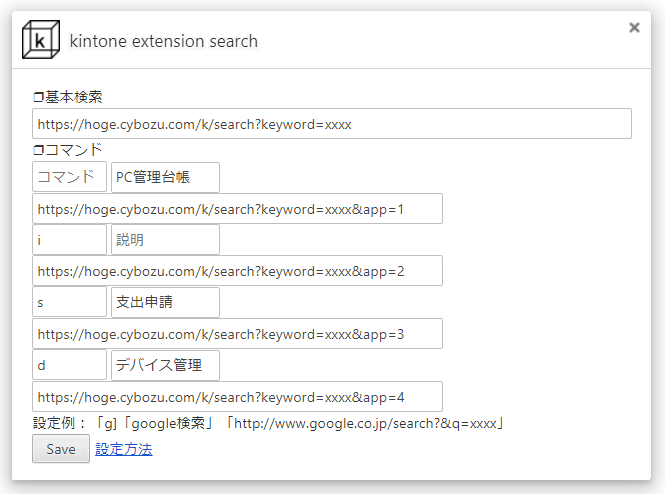 kintone extension search
×
❐基本検索
https://hoge.cybozu.com/k/search?keyword=xxxx
❐コマンド
コマンド PC管理台帳
https://hoge.cybozu.com/k/search?keyword=xxxx&app=1
i 説明
https://hoge.cybozu.com/k/search?keyword=xxxx&app=2
s 支出申請
https://hoge.cybozu.com/k/search?keyword=xxxx&app=3
d デバイス管理
https://hoge.cybozu.com/k/search?keyword=xxxx&app=4
設定例：「g]「google検索」「http://www.google.co.jp/search?&q=xxxx」
Save 設定方法